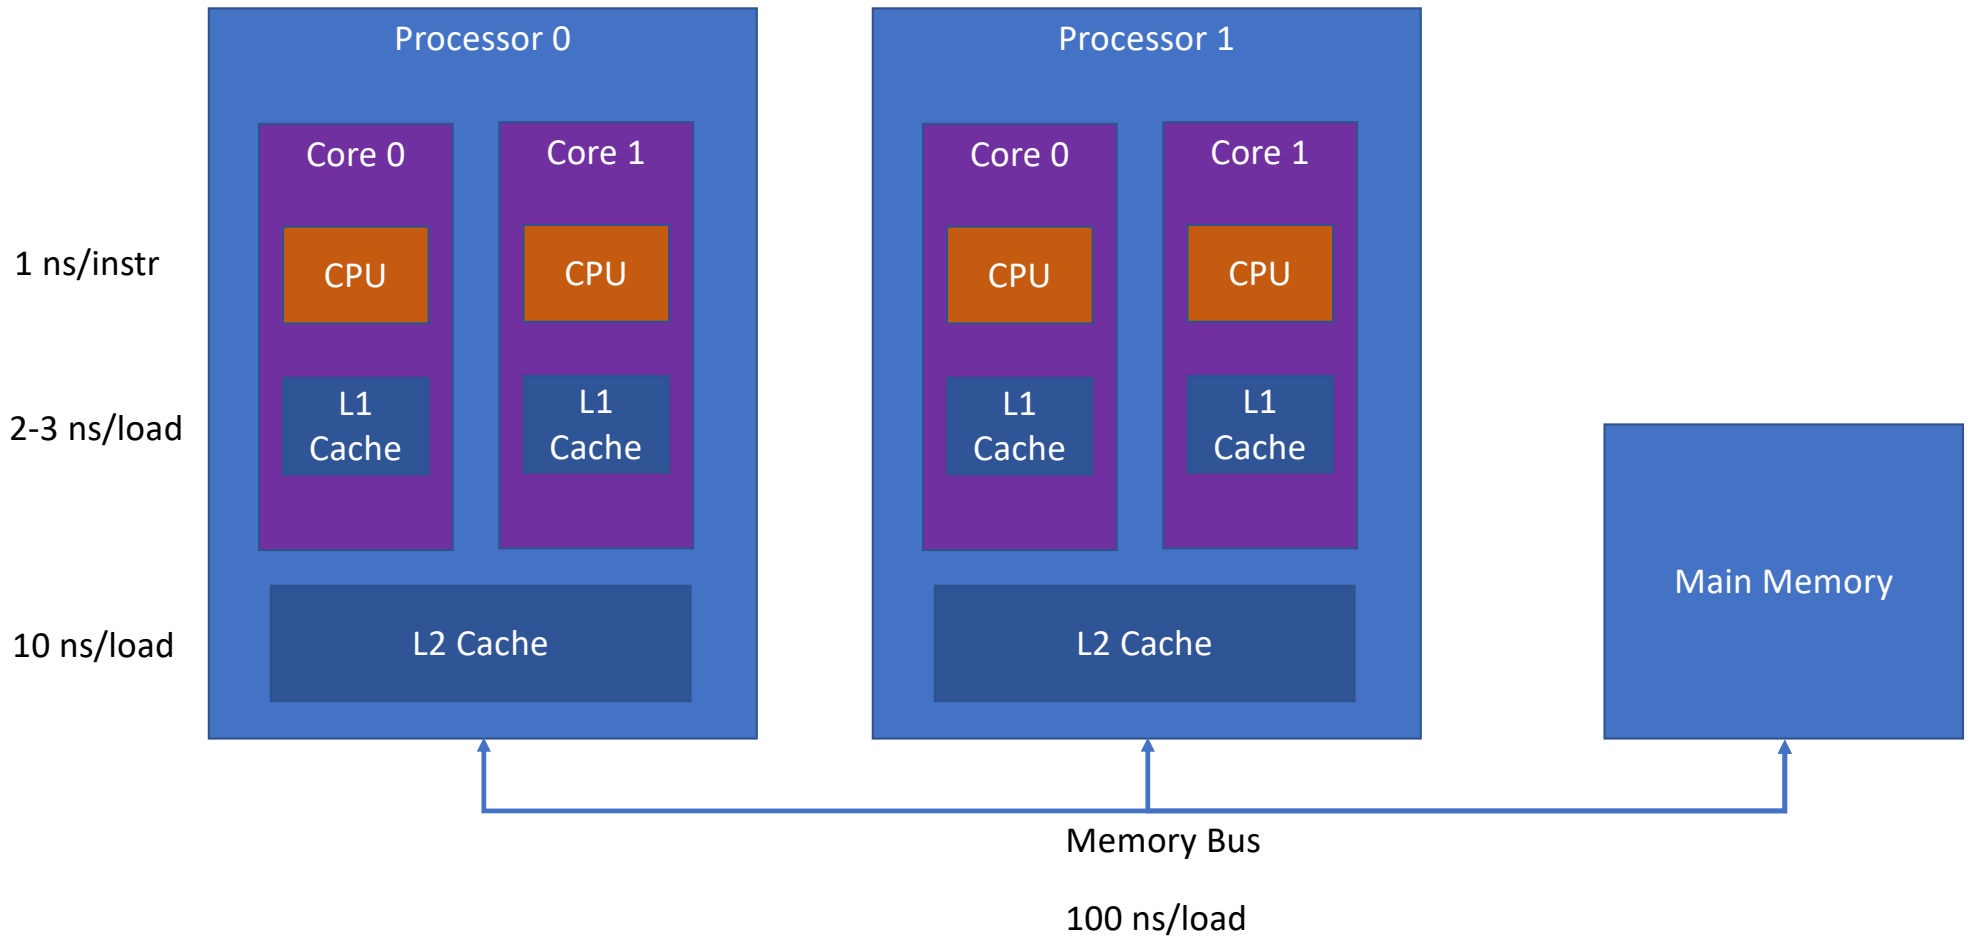 Processor 0
Processor 1
Core 0
Core 1
Core 0
Core 1
1 ns/instr
CPU
CPU
CPU
CPU
2-3 ns/load
L1
Cache
L1
Cache
L1
Cache
L1
Cache
Main Memory
10 ns/load
L2 Cache
L2 Cache
Memory Bus
100 ns/load